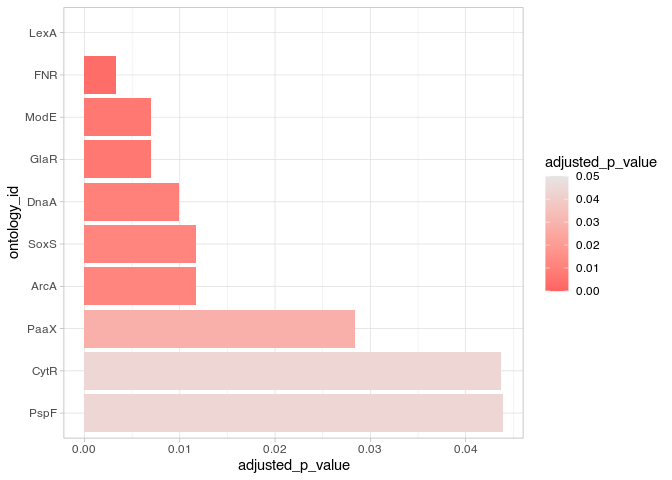 LexA
FNR
ModE
GlaR
DnaA
SoxS
ArcA
PaaX
CytR
PspF
ontology_id
0.00 0.01 0.02 0.03 0.04
adjusted_p_value
adjusted_p_value
0.05
0.04
0.03
0.02
0.01
0.00